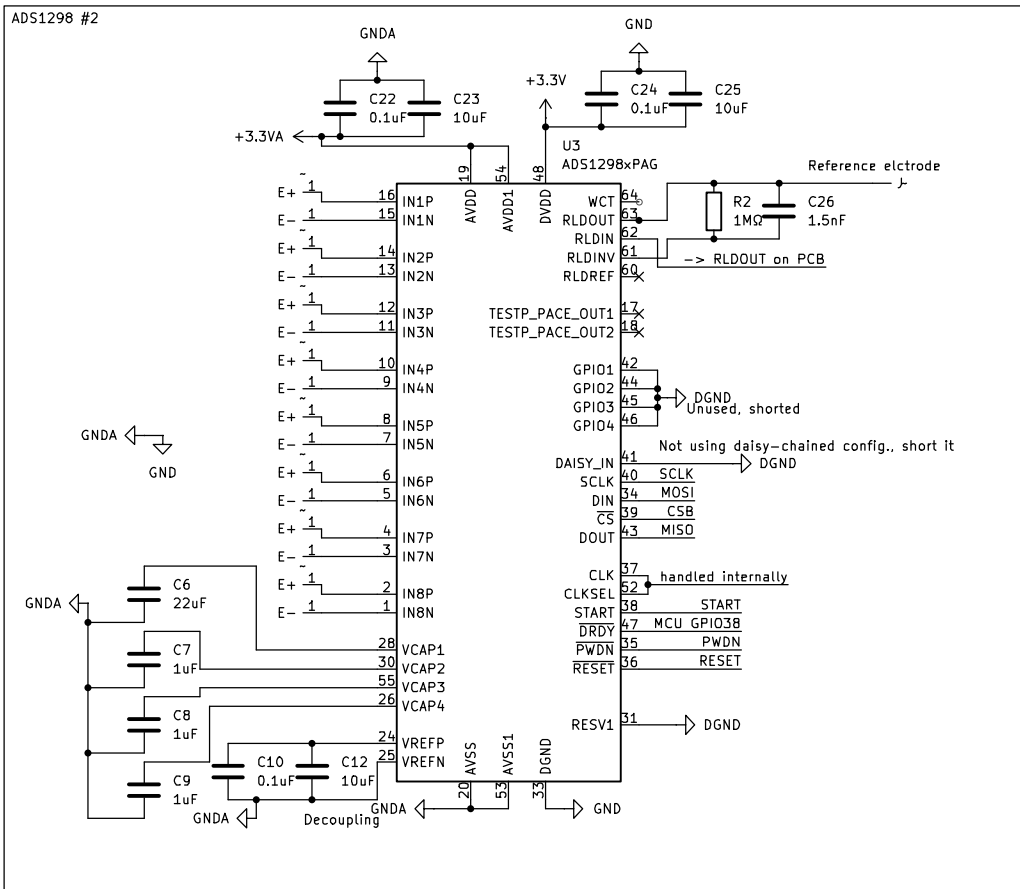 ADS1298 #2
GNDA
GND
C22
0.1uF
C23
10uF
+3.3V
C24
0.1uF
C25
10uF
+3.3VA
U3
ADS1298xPAG
Reference elctrode
19
54
48
AVDD
AVDD1
DVDD
R2
1MΩ
C26
1.5nF
E+ ~ 1 16 IN1P
E- 1 15 IN1N
E+ ~ 1 14 IN2P
E- 1 13 IN2N
E+ ~ 1 12 IN3P
E- 1 11 IN3N
E+ ~ 1 10 IN4P
E- 1 9 IN4N
E+ ~ 1 8 IN5P
E- 1 7 IN5N
E+ ~ 1 6 IN6P
E- 1 5 IN6N
E+ ~ 1 4 IN7P
E- 1 3 IN7N
E+ ~ 1 2 IN8P
E- 1 1 IN8N
WCT 64
RLDOUT 63
RLDIN 62
RLDINV 61
-> RLDOUT on PCB
RLDREF 60
TESTP_PACE_OUT1 17
TESTP_PACE_OUT2 18
GPIO1 42
GPIO2 44
GPIO3 45
GPIO4 46
DGND
Unused, shorted
Not using daisy-chained config., short it
DAISY_IN 41 DGND
SCLK 40 SCLK
DIN 34 MOSI
CS 39 CSB
DOUT 43 MISO
CLK 37
handled internally
CLKSEL 52
START 38 START
DRDY 47 MCU GPIO38
PWDN 35 PWDN
RESET 36 RESET
RESV1 31 DGND
GNDA
GND
GNDA
C6
22uF
C7
1uF
C8
1uF
C9
1uF
28 VCAP1
30 VCAP2
55 VCAP3
26 VCAP4
24 VREFP
25 VREFN
C10
0.1uF
C12
10uF
AVSS
AVSS1
DGND
20
53
33
GNDA
Decoupling
GNDA
GND